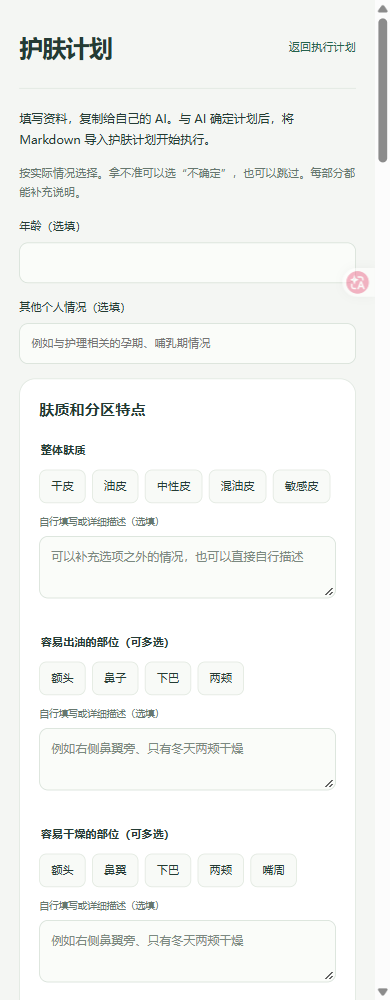 护肤计划
返回执行计划
填写资料，复制给自己的 AI。与 AI 确定计划后，将
Markdown 导入护肤计划开始执行。
按实际情况选择。拿不准可以选“不确定”，也可以跳过。每部分都
能补充说明。
年龄（选填）
其他个人情况（选填）
例如与护理相关的孕期、哺乳期情况
肤质和分区特点
整体肤质
干皮 油皮 中性皮 混油皮 敏感皮
自行填写或详细描述（选填）
可以补充选项之外的情况，也可以直接自行描述
容易出油的部位（可多选）
额头 鼻子 下巴 两颊
自行填写或详细描述（选填）
例如右侧鼻翼旁、只有冬天两颊干燥
容易干燥的部位（可多选）
额头 鼻翼 下巴 两颊 嘴周
自行填写或详细描述（选填）
例如右侧鼻翼旁、只有冬天两颊干燥